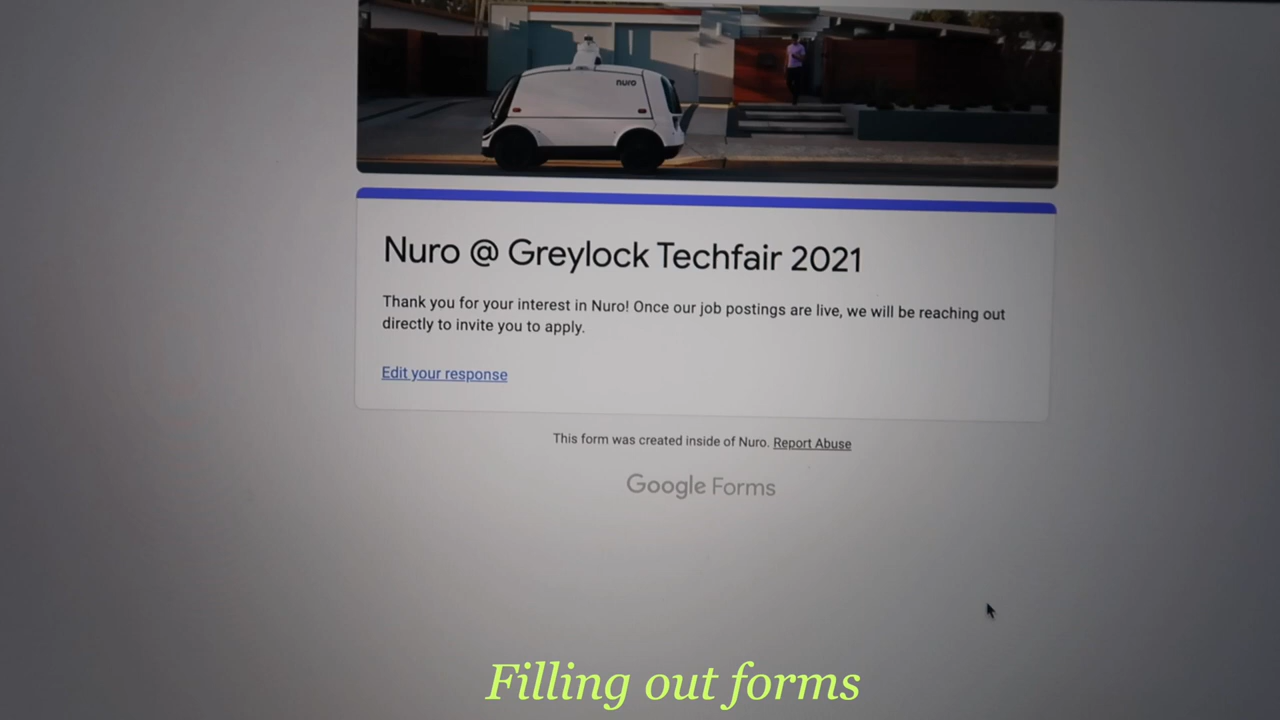 nuro
Nuro @ Greylock Techfair 2021
Thank you for your interest in Nuro! Once our job postings are live, we will be reaching out
directly to invite you to apply.
Edit your response
This form was created inside of Nuro. Report Abuse
Google Forms
Filling out forms